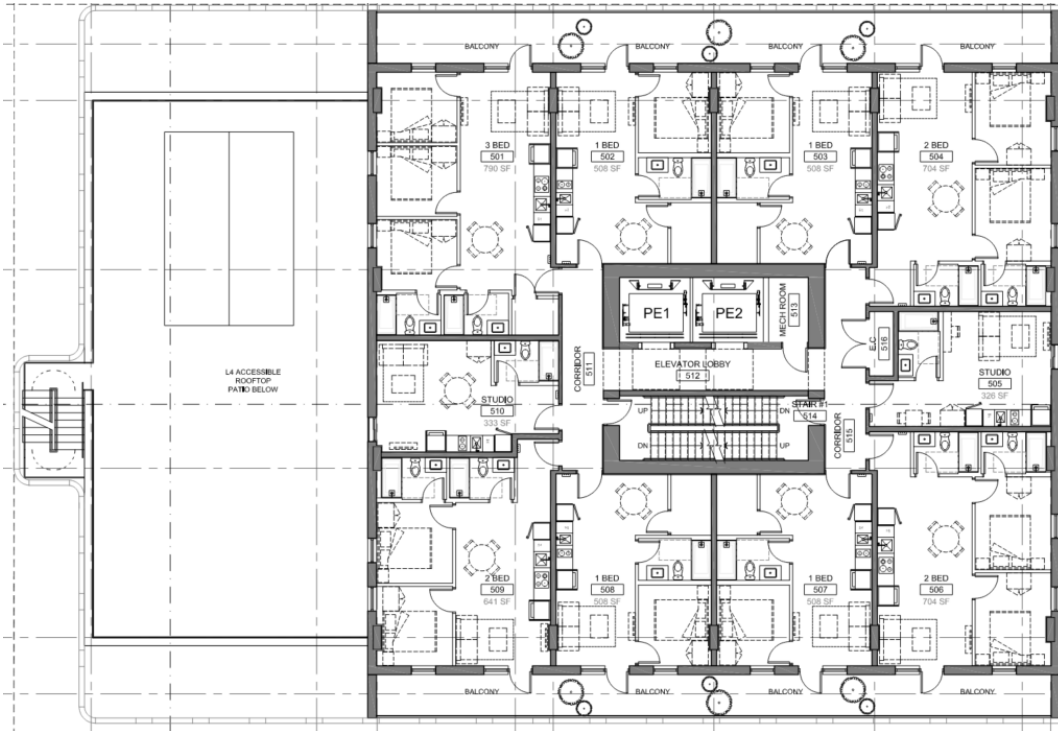 BALCONY
BALCONY
BALCONY
BALCONY
3 BED
501
790 SF
1 BED
502
508 SF
1 BED
503
508 SF
2 BED
504
704 SF
PE1
PE2
MECH ROOM
513
L4 ACCESSIBLE
ROOFTOP
PATIO BELOW
CORRIDOR
511
ELEVATOR LOBBY
512
E.C
516
STUDIO
505
326 SF
STUDIO
510
333 SF
UP
DN
STAIR #1
514
DN
UP
CORRIDOR
515
2 BED
509
641 SF
1 BED
508
508 SF
1 BED
507
508 SF
2 BED
506
704 SF
BALCONY
BALCONY
BALCONY
BALCONY